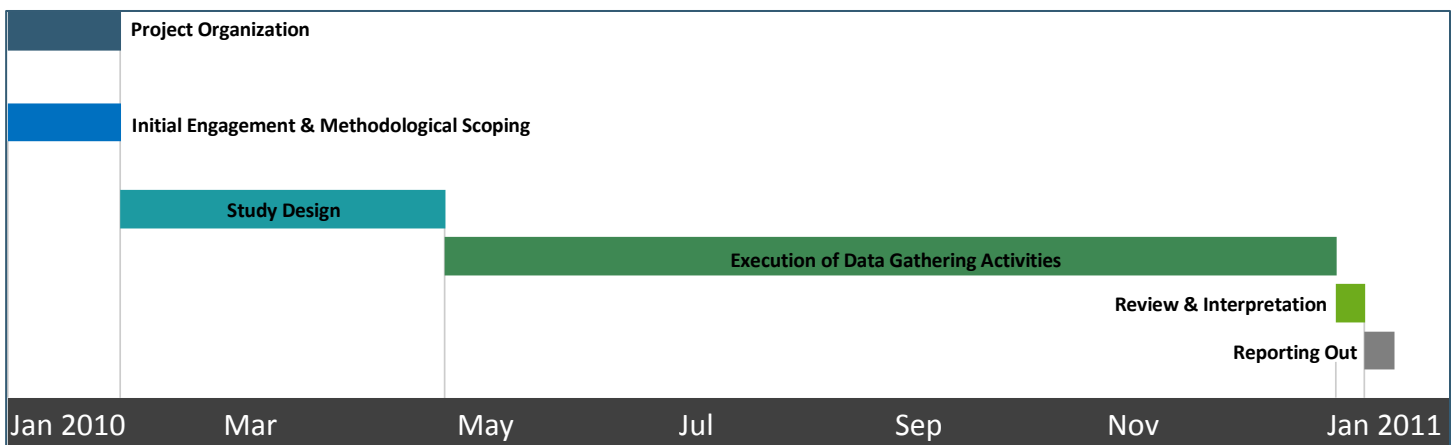 Project Organization
Initial Engagement & Methodological Scoping
Study Design
Execution of Data Gathering Activities
Review & Interpretation
Reporting Out
Jan 2010 Mar May Jul Sep Nov Jan 2011